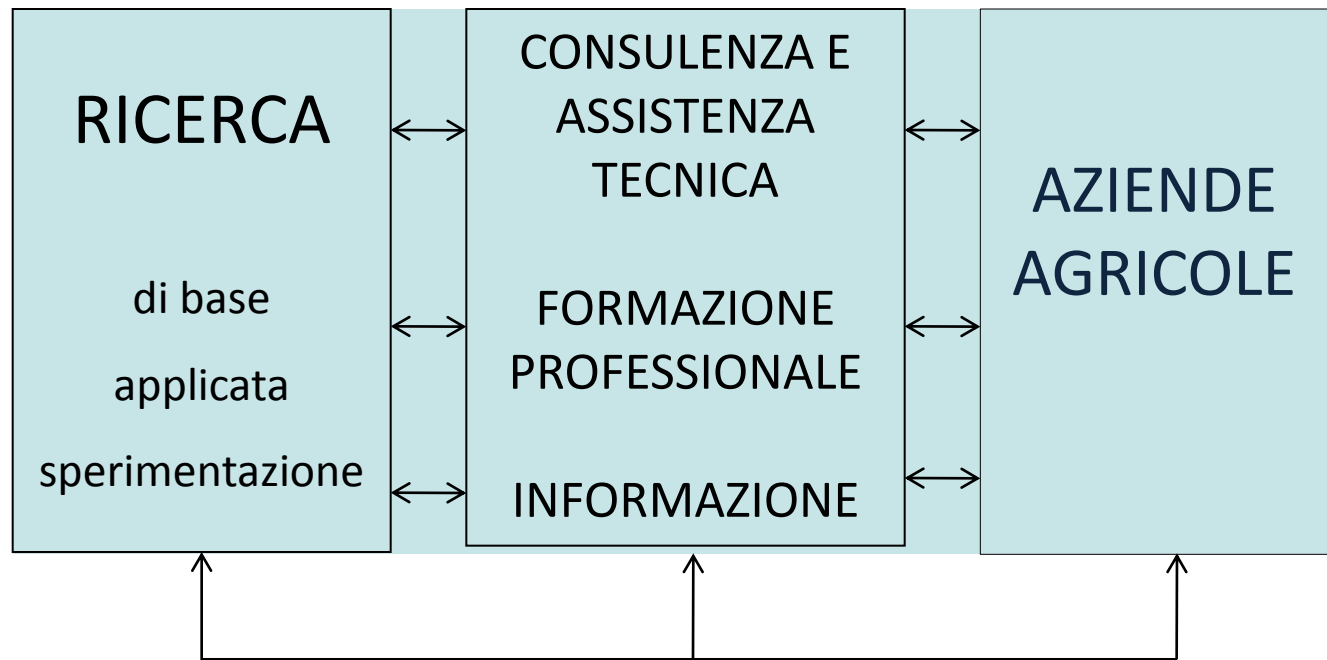 RICERCA
di base
applicata
sperimentazione
CONSULENZA E
ASSISTENZA
TECNICA
FORMAZIONE
PROFESSIONALE
INFORMAZIONE
AZIENDE
AGRICOLE